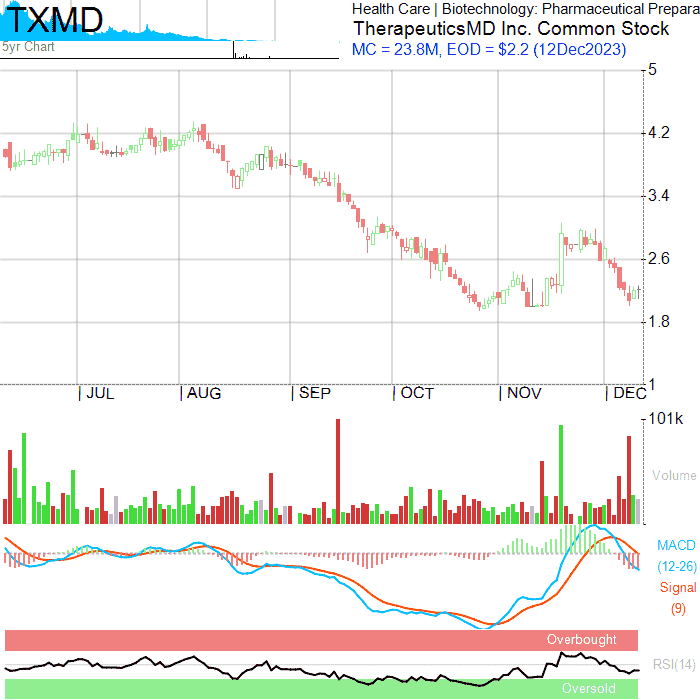 TXMD
5yr Chart
Health Care | Biotechnology: Pharmaceutical Prepara
TherapeuticsMD Inc. Common Stock
MC = 23.8M, EOD = $2.2 (12Dec2023)
5
4.2
3.4
2.6
1.8
1
JUL
AUG
SEP
OCT
NOV
DEC
101k
Volume
MACD
(12-26)
Signal
(9)
Overbought
RSI(14)
Oversold